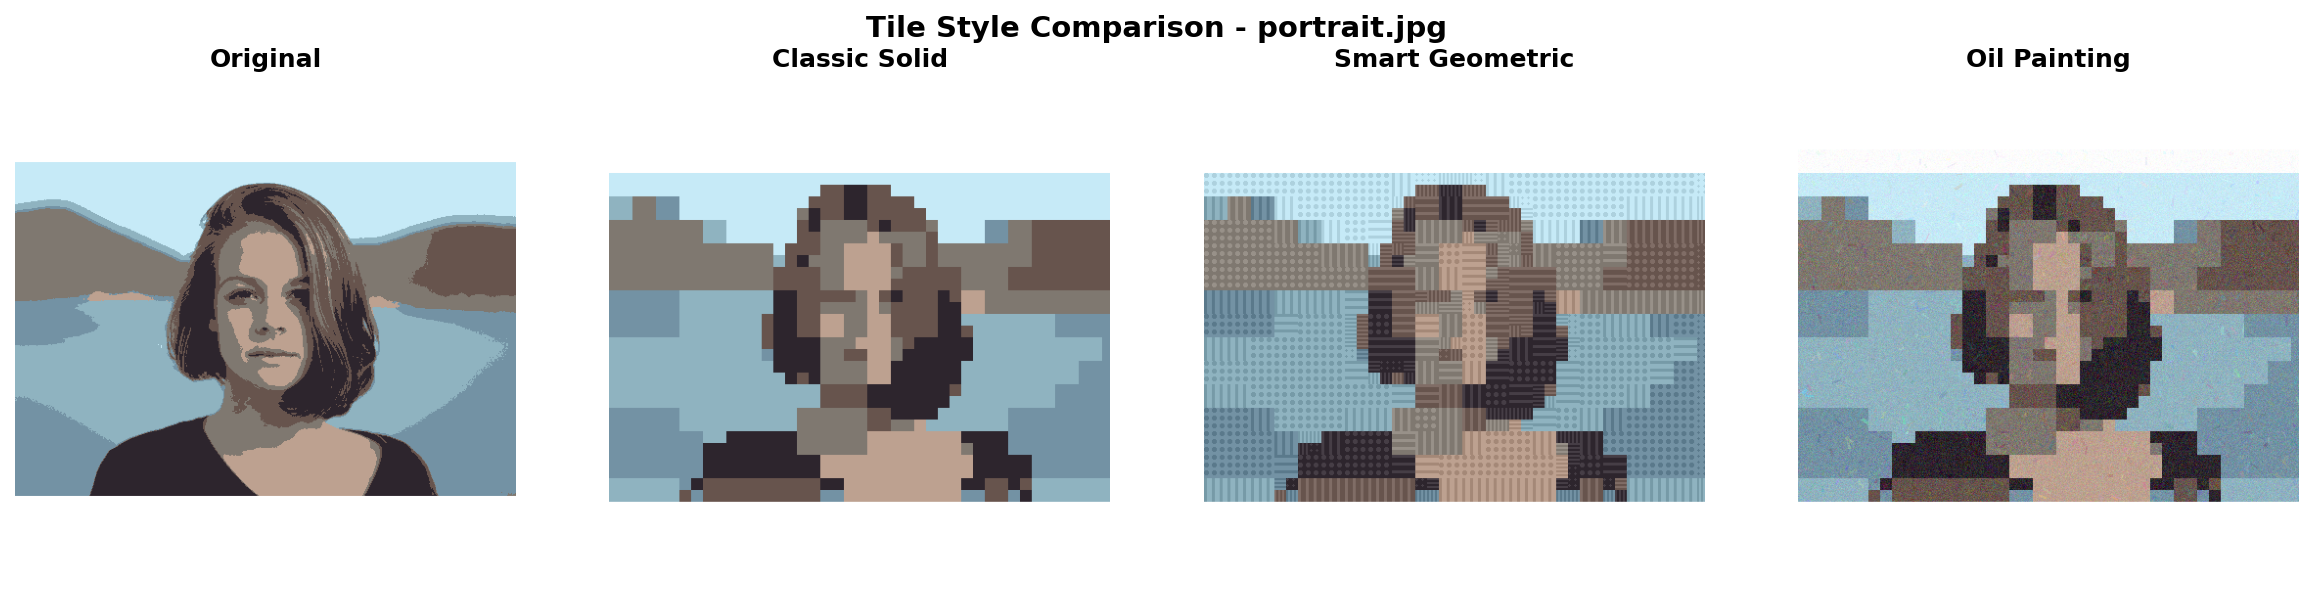 Tile Style Comparison - portrait.jpg
Original
Classic Solid
Smart Geometric
Oil Painting